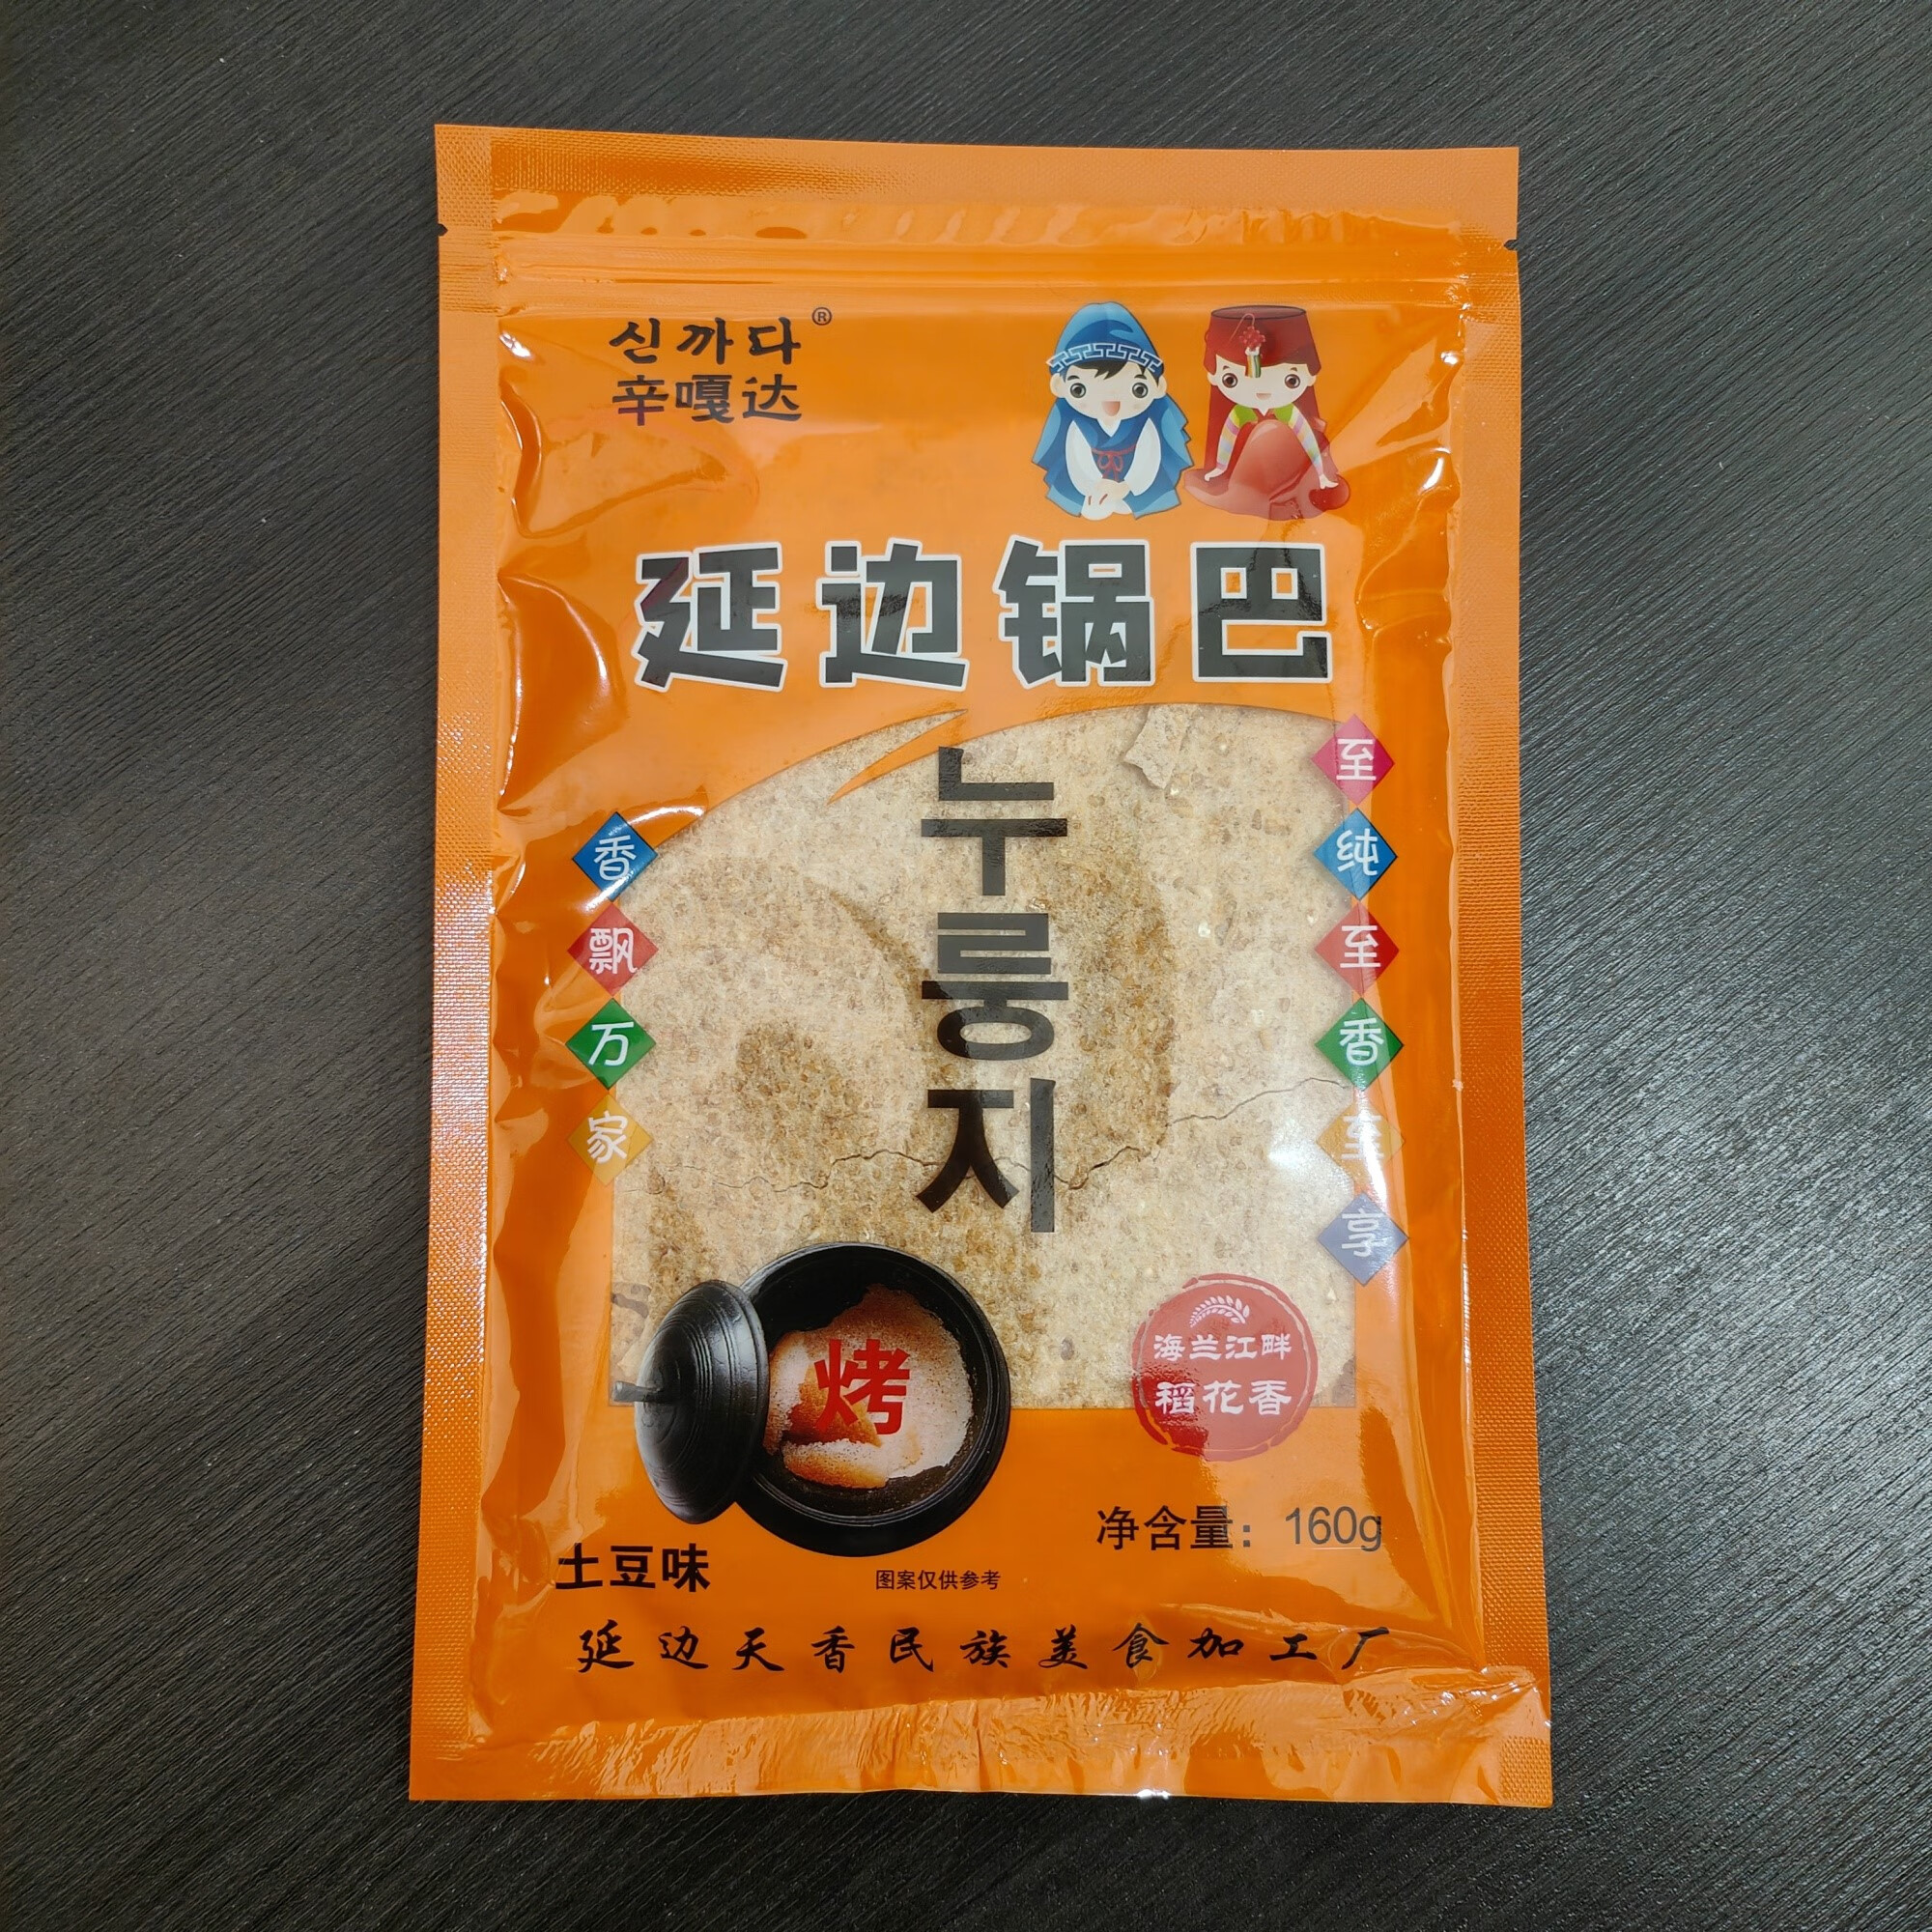 신까다®
辛嘎达
延边锅巴
누룽지
香飘万家
至纯至香至享
烤
海兰江畔
稻花香
净含量：160g
土豆味
图案仅供参考
延边天香民族美食加工厂